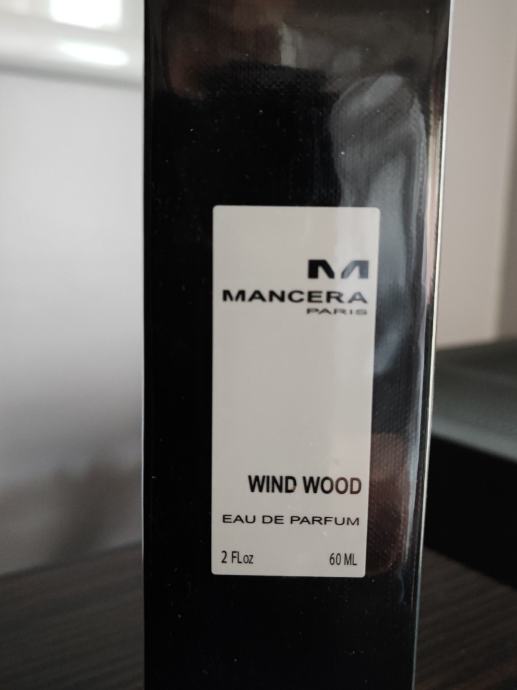 M
MANCERA
PARIS
WIND WOOD
EAU DE PARFUM
2 FLoz 60 ML